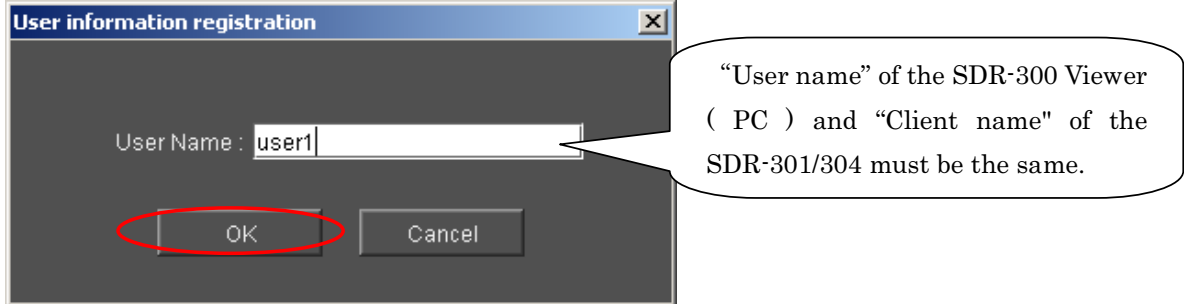 User information registration
User Name : user1
OK Cancel
“User name” of the SDR-300 Viewer
( PC ) and “Client name" of the
SDR-301/304 must be the same.